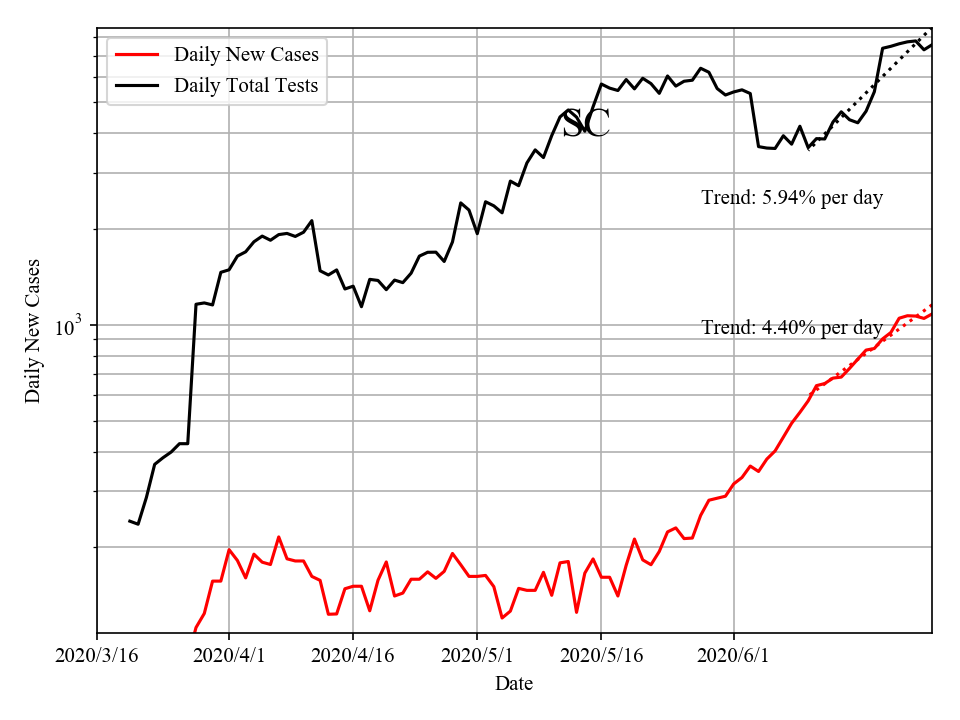 Daily New Cases
Daily Total Tests
SC
Trend: 5.94% per day
Trend: 4.40% per day
10^3
Daily New Cases
2020/3/16 2020/4/1 2020/4/16 2020/5/1 2020/5/16 2020/6/1
Date